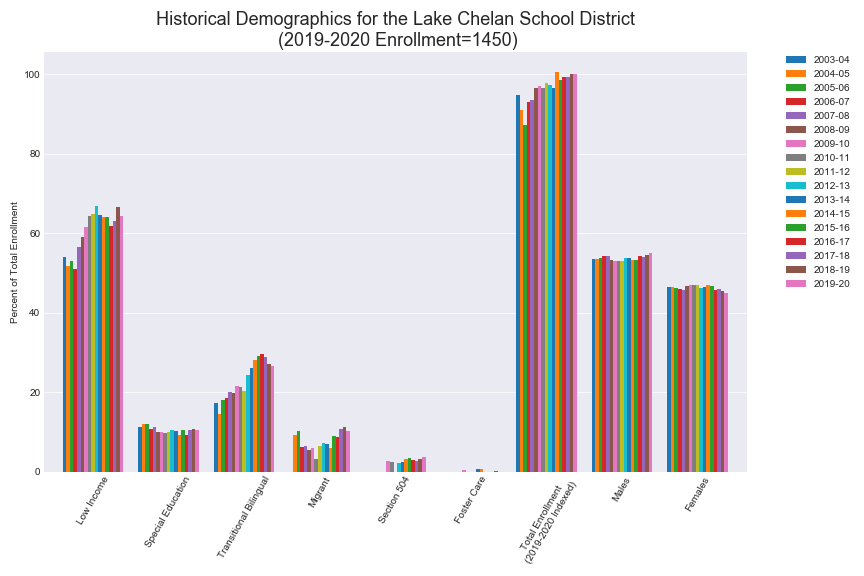 Historical Demographics for the Lake Chelan School District
(2019-2020 Enrollment=1450)
Percent of Total Enrollment
100
80
60
40
20
0
Low Income
Special Education
Transitional Bilingual
Migrant
Section 504
Foster Care
Total Enrollment
(2019-2020 Indexed)
Males
Females
2003-04
2004-05
2005-06
2006-07
2007-08
2008-09
2009-10
2010-11
2011-12
2012-13
2013-14
2014-15
2015-16
2016-17
2017-18
2018-19
2019-20